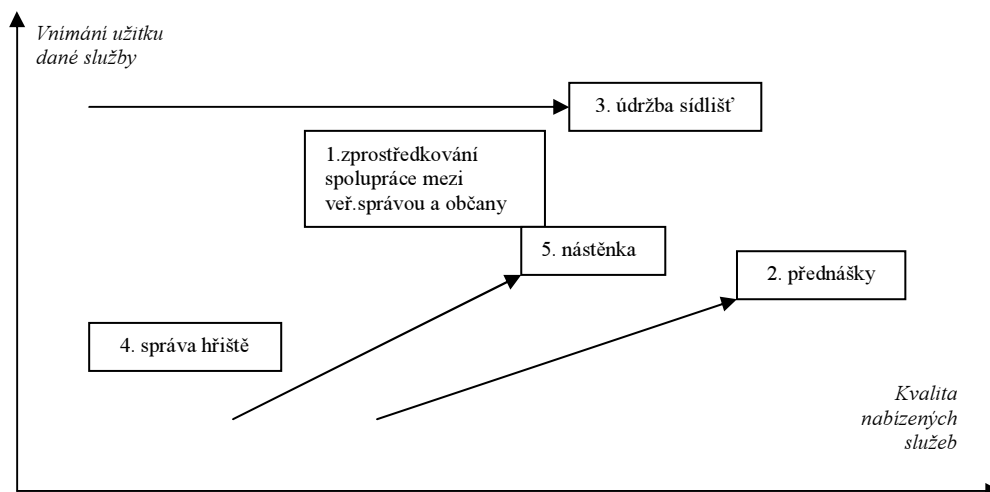 Vnímání užitku
dané služby
3. údržba sídlišť
1.zprostředkování
spolupráce mezi
veř.správou a občany
5. nástěnka
2. přednášky
4. správa hřiště
Kvalita
nabízených
služeb